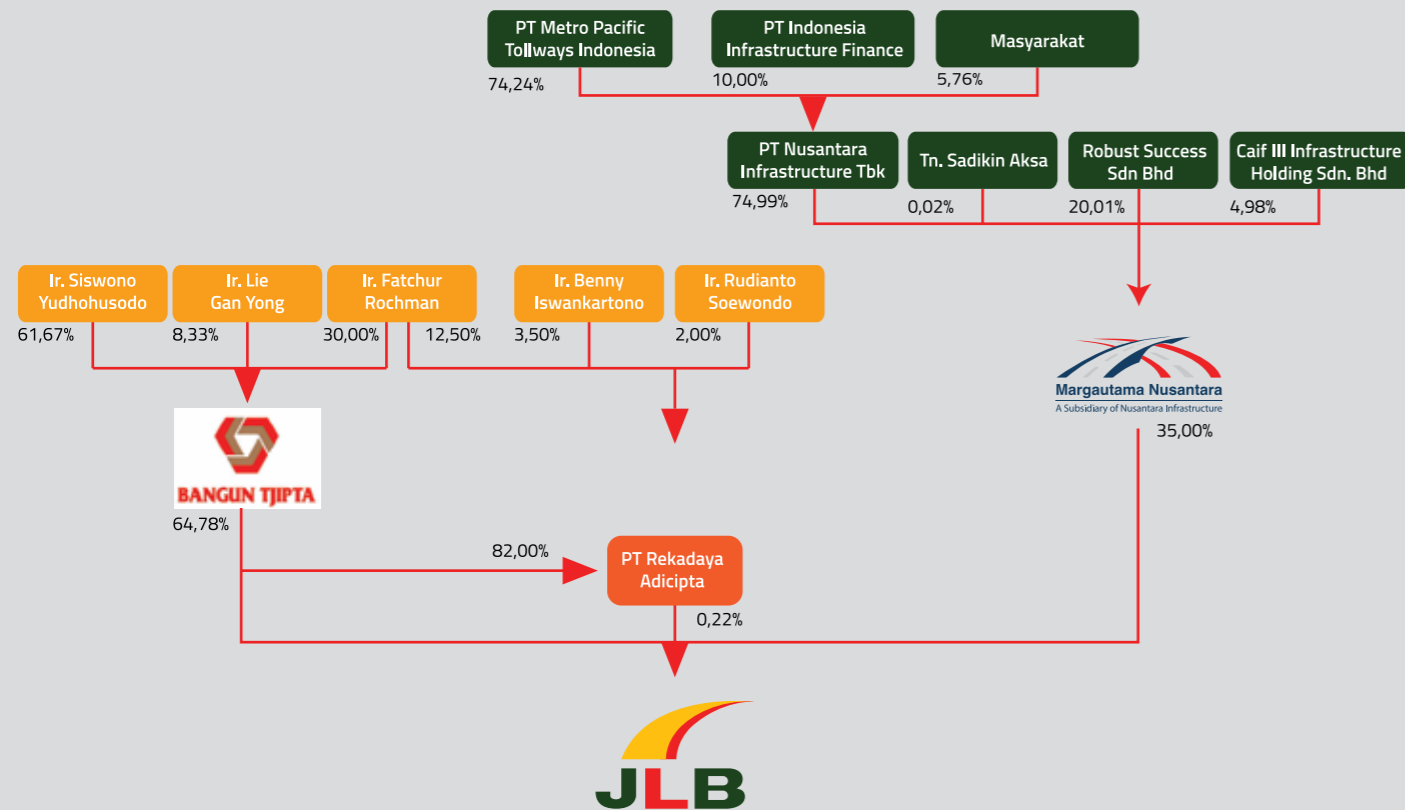 PT Metro Pacific
Tollways Indonesia
PT Indonesia
Infrastructure Finance
Masyarakat
74,24%
10,00%
5,76%
PT Nusantara
Infrastructure Tbk
Tn. Sadikin Aksa
Robust Success
Sdn Bhd
Caif III Infrastructure
Holding Sdn. Bhd
74,99%
0,02%
20,01%
4,98%
Ir. Siswono
Yudhohusodo
Ir. Lie
Gan Yong
Ir. Fatchur
Rochman
Ir. Benny
Iswankartono
Ir. Rudianto
Soewondo
61,67%
8,33%
30,00%
12,50%
3,50%
2,00%
Margautama Nusantara
A Subsidiary of Nusantara Infrastructure
35,00%
BANGUN TJIPTA
64,78%
82,00%
PT Rekadaya
Adicipta
0,22%
JLB